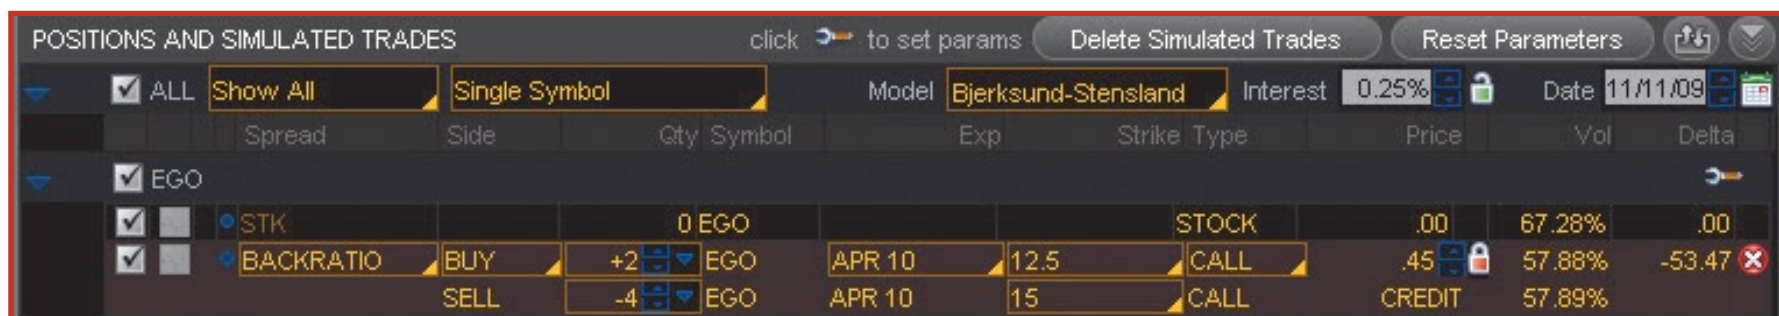 POSITIONS AND SIMULATED TRADES click to set params Delete Simulated Trades Reset Parameters
ALL Show All Single Symbol Model Bjerksund-Stensland Interest 0.25% Date 11/11/09
Spread Side Qty Symbol Exp Strike Type Price Vol Delta
EGO
STK 0 EGO STOCK .00 67.28% .00
BACKRATIO BUY +2 EGO APR 10 12.5 CALL .45 57.88% -53.47
SELL -4 EGO APR 10 15 CALL CREDIT 57.89%